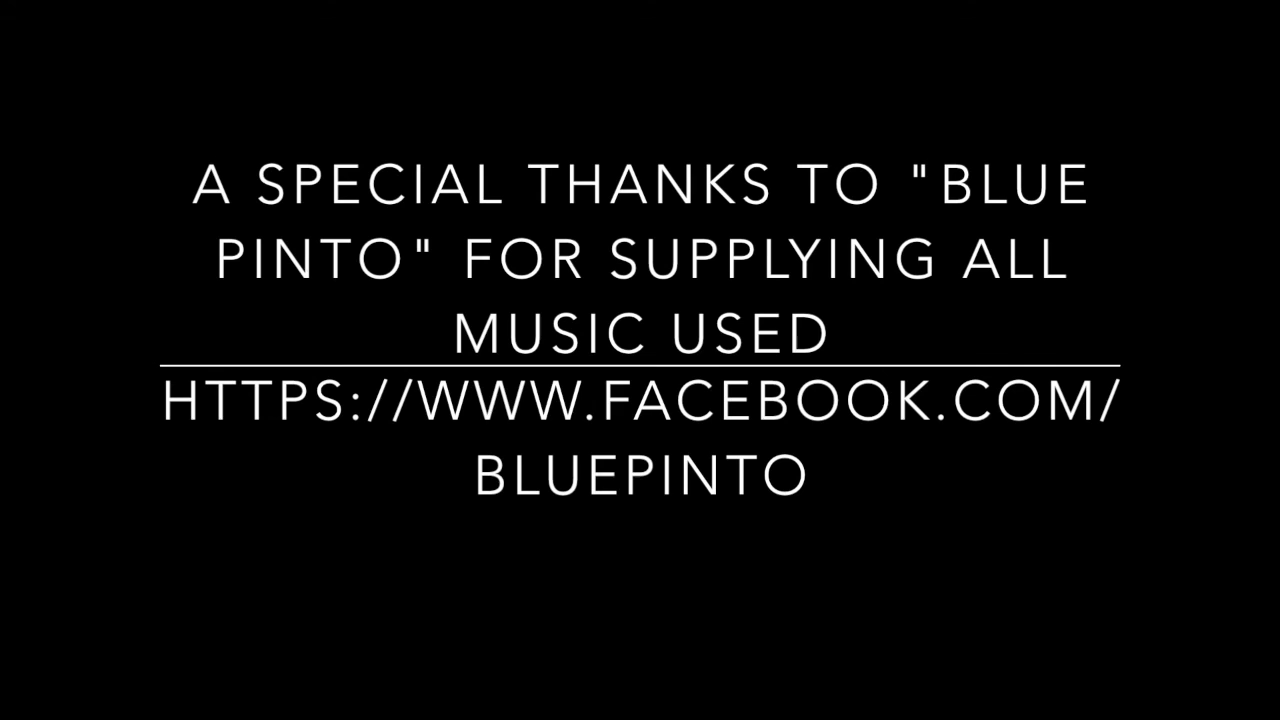 A SPECIAL THANKS TO "BLUE
PINTO" FOR SUPPLYING ALL
MUSIC USED
HTTPS://WWW.FACEBOOK.COM/
BLUEPINTO